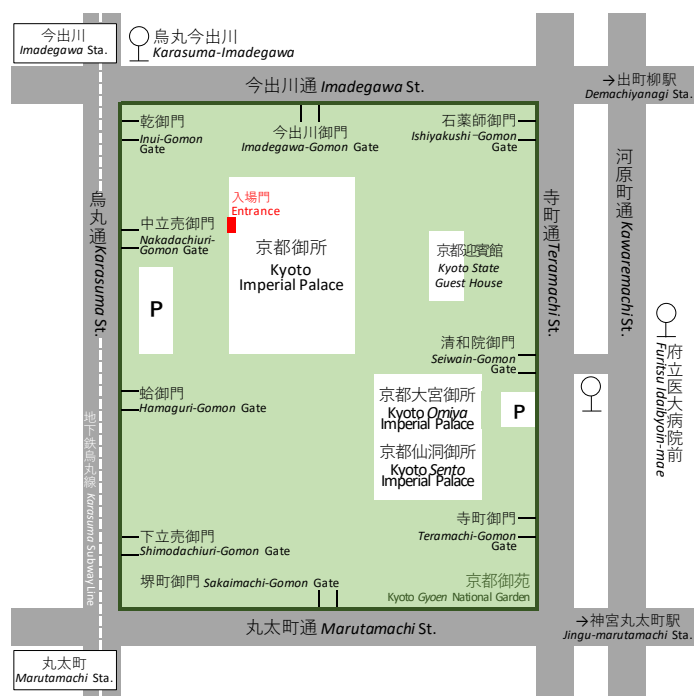 今出川
Imadegawa Sta.
烏丸今出川
Karasuma-Imadegawa
今出川通 Imadegawa St.
→出町柳駅
Demachiyanagi Sta.
乾御門
Inui-Gomon
Gate
今出川御門
Imadegawa-Gomon Gate
石薬師御門
Ishiyakushi-Gomon
Gate
烏丸通 Karasuma St.
寺町通 Teramachi St.
河原町通 Kawaremachi St.
入場門
Entrance
中立売御門
Nakadachiuri-
Gomon Gate
京都御所
Kyoto
Imperial Palace
京都迎賓館
Kyoto State
Guest House
P
清和院御門
Seiwain-Gomon
Gate
府立医大病院前
Furitsu Idaibyoin-mae
蛤御門
Hamaguri-Gomon Gate
京都大宮御所
Kyoto Omiya
Imperial Palace
P
京都仙洞御所
Kyoto Sento
Imperial Palace
地下鉄烏丸線 Karasuma Subway Line
寺町御門
Teramachi-Gomon
Gate
下立売御門
Shimodachiuri-Gomon Gate
堺町御門 Sakaimachi-Gomon Gate
京都御苑
Kyoto Gyoen National Garden
丸太町通 Marutamachi St.
→神宮丸太町駅
Jingu-marutamachi Sta.
丸太町
Marutamachi Sta.